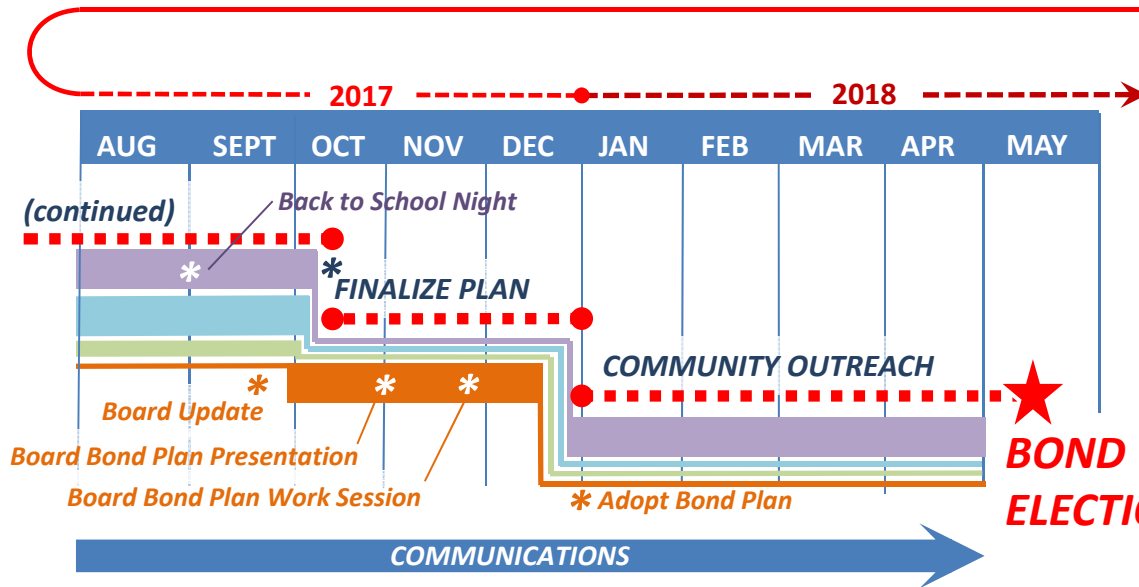 2017
2018
AUG SEPT OCT NOV DEC JAN FEB MAR APR MAY
Back to School Night
(continued)
*
*
FINALIZE PLAN
COMMUNITY OUTREACH
* * *
Board Update
Board Bond Plan Presentation
Board Bond Plan Work Session
* Adopt Bond Plan
BOND
ELECTIO
COMMUNICATIONS